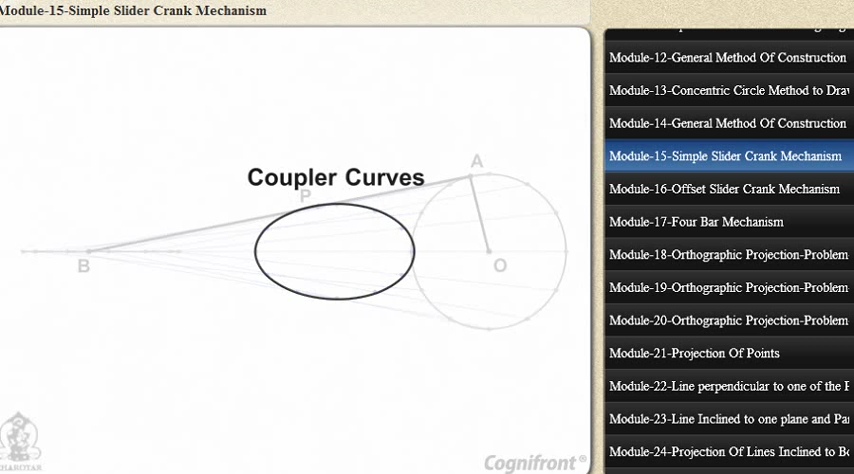 Module-15-Simple Slider Crank Mechanism
Coupler Curves
A
P
B
O
Cognifront®
Module-12-General Method Of Construction
Module-13-Concentric Circle Method to
Module-14-General Method Of Construction
Module-15-Simple Slider Crank Mechanism
Module-16-Offset Slider Crank Mechanism
Module-17-Four Bar Mechanism
Module-18-Orthographic Projection-Problem
Module-19-Orthographic Projection-Problem
Module-20-Orthographic Projection-Problem
Module-21-Projection Of Points
Module-22-Line perpendicular to one of the
Module-23-Line Inclined to one plane and
Module-24-Projection Of Lines Inclined to